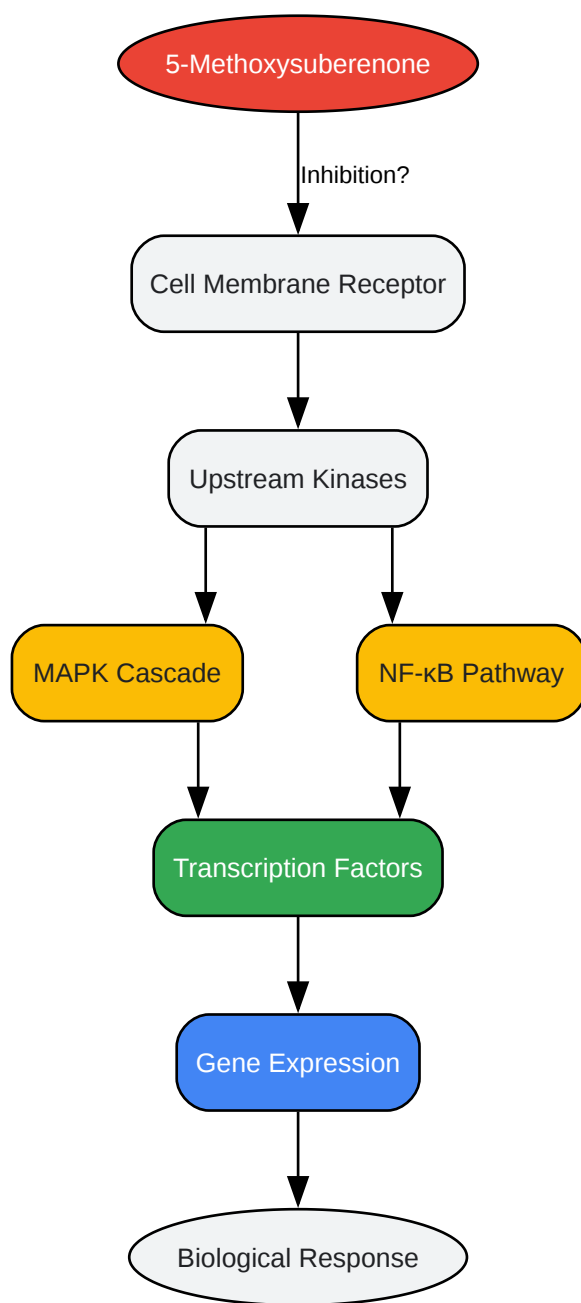 5-Methoxysuberenone
Inhibition?
Cell Membrane Receptor
Upstream Kinases
MAPK Cascade
NF-κB Pathway
Transcription Factors
Gene Expression
Biological Response